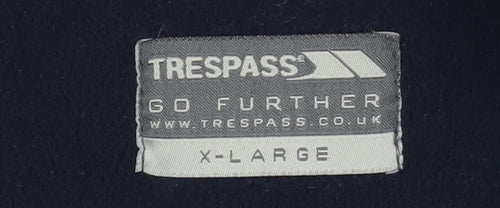 TRESPASS®
GO FURTHER
WWW.TRESPASS.CO.UK
X-LARGE